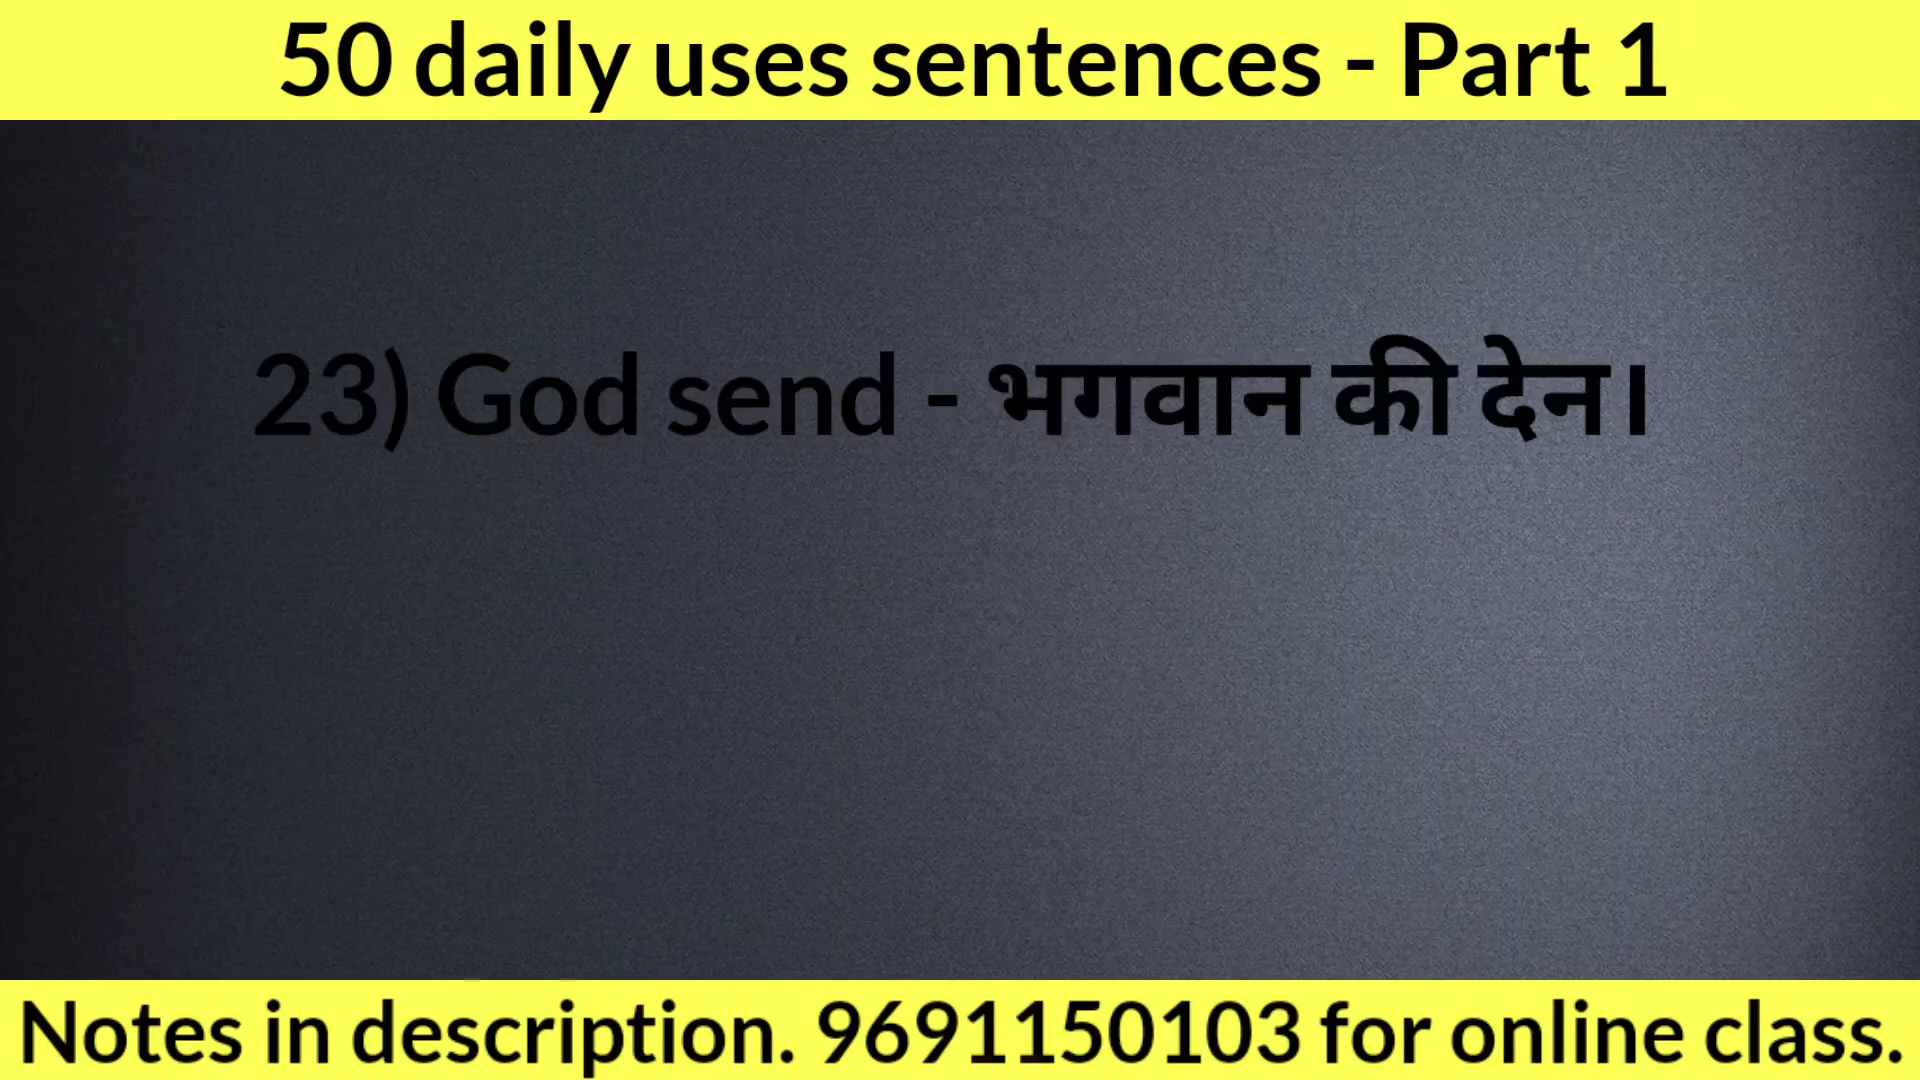 50 daily uses sentences - Part 1
23) God send - भगवान की देन।
Notes in description. 9691150103 for online class.